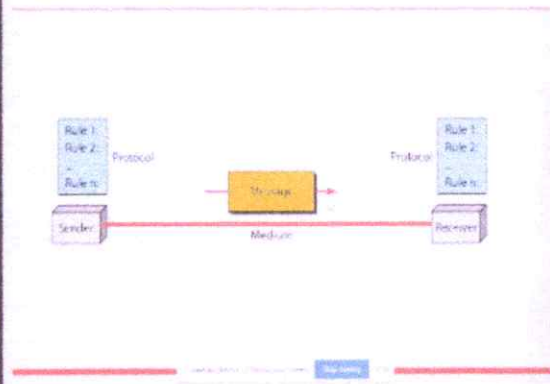 Rule 1:
Rule 2:
...
Rule n:
Protocol
Protocol
Rule 1:
Rule 2:
...
Rule n:
Message
Sender
Medium
Receiver